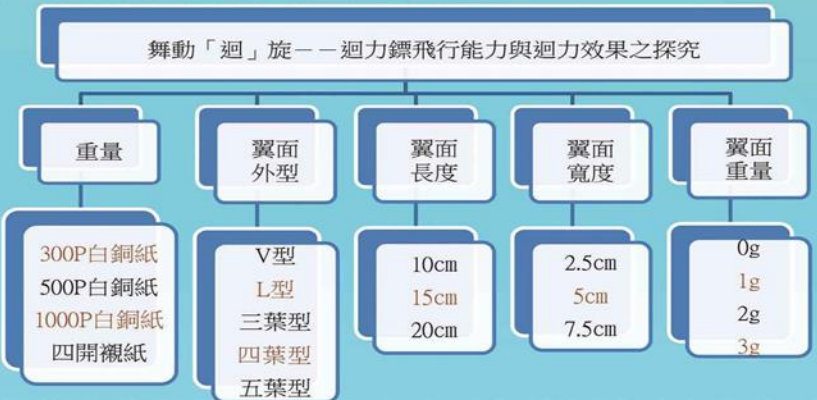 舞動「迴」旋－－迴力鏢飛行能力與迴力效果之探究
重量
300P白銅紙
500P白銅紙
1000P白銅紙
四開襯紙
翼面
外型
V型
L型
三葉型
四葉型
五葉型
翼面
長度
10cm
15cm
20cm
翼面
寬度
2.5cm
5cm
7.5cm
翼面
重量
0g
1g
2g
3g